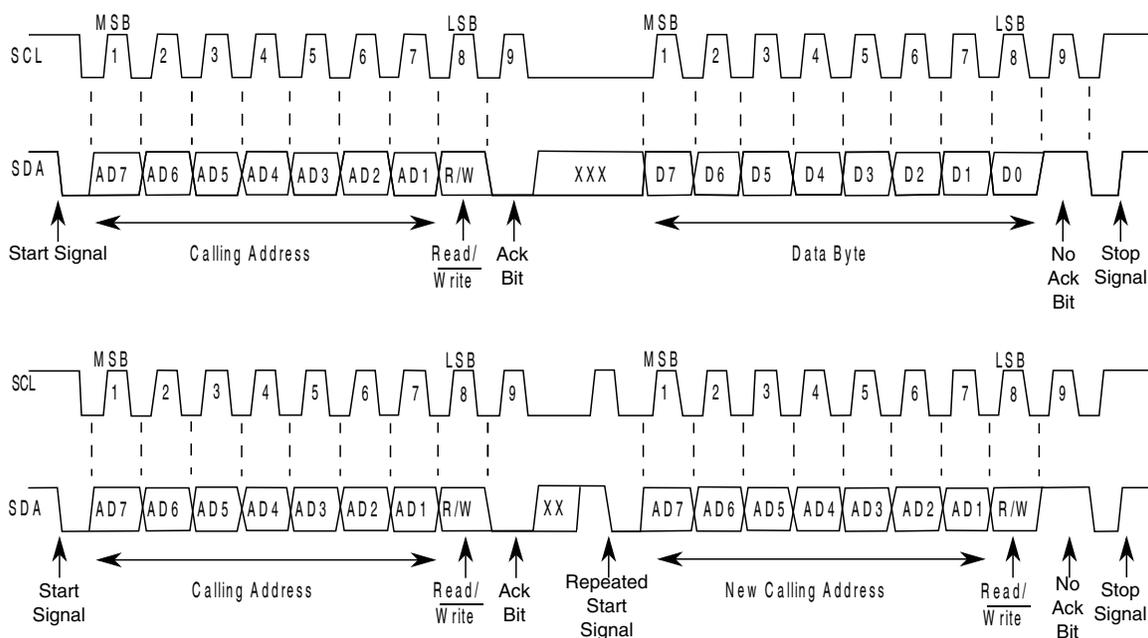 MSB LSB MSB LSB
SCL 1 2 3 4 5 6 7 8 9 1 2 3 4 5 6 7 8 9
SDA AD7 AD6 AD5 AD4 AD3 AD2 AD1 R/W XXX D7 D6 D5 D4 D3 D2 D1 D0
Start Signal Calling Address Read/ Write Ack Bit Data Byte No Ack Bit Stop Signal
MSB LSB MSB LSB
SCL 1 2 3 4 5 6 7 8 9 1 2 3 4 5 6 7 8 9
SDA AD7 AD6 AD5 AD4 AD3 AD2 AD1 R/W XX AD7 AD6 AD5 AD4 AD3 AD2 AD1 R/W
Start Signal Calling Address Read/ Write Ack Bit Repeated Start Signal New Calling Address Read/ Write No Ack Bit Stop Signal